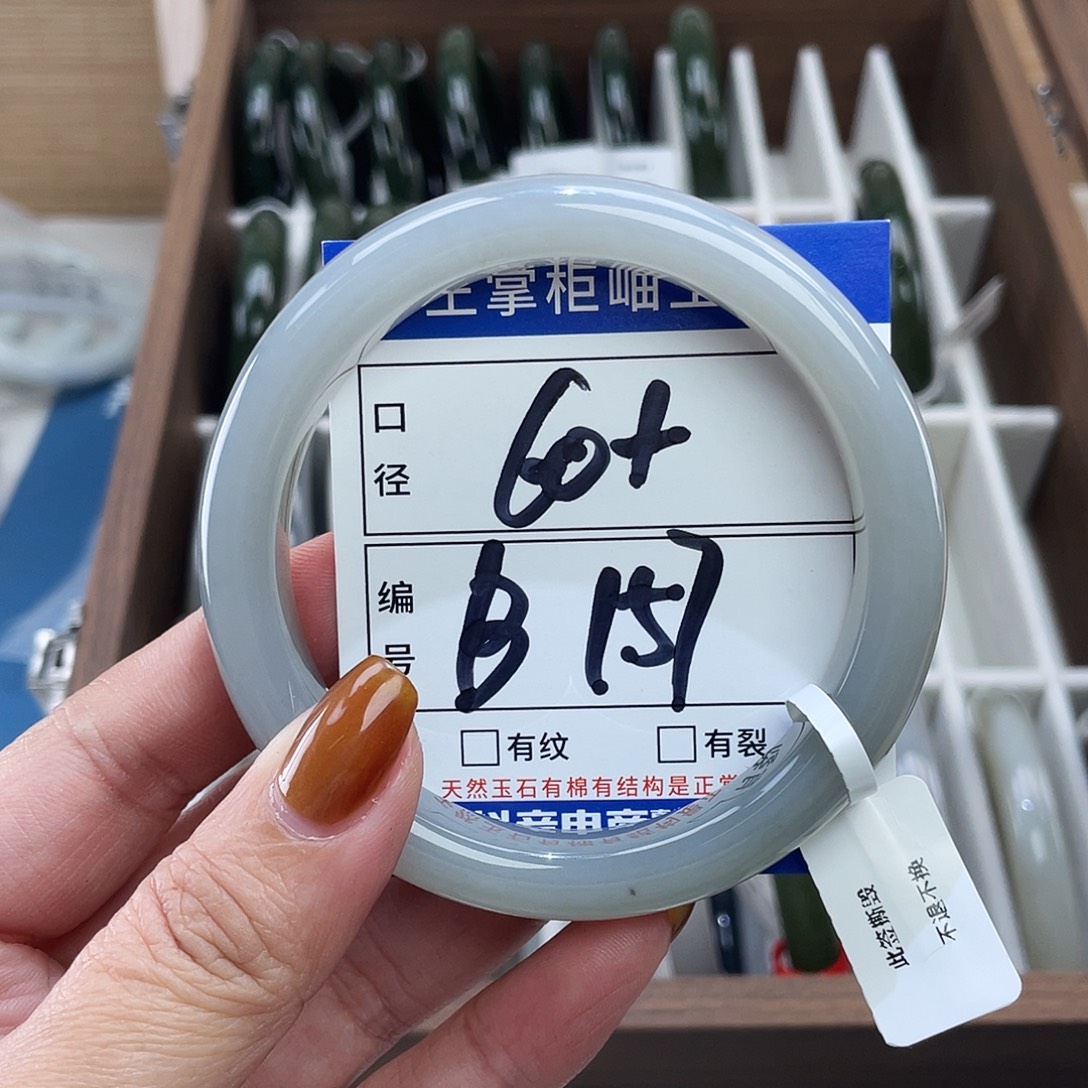 掌柜岫
口径
60+
编号
B 157
有纹
有裂
天然玉石有棉有结构是正常
此签撕毁
不退不换